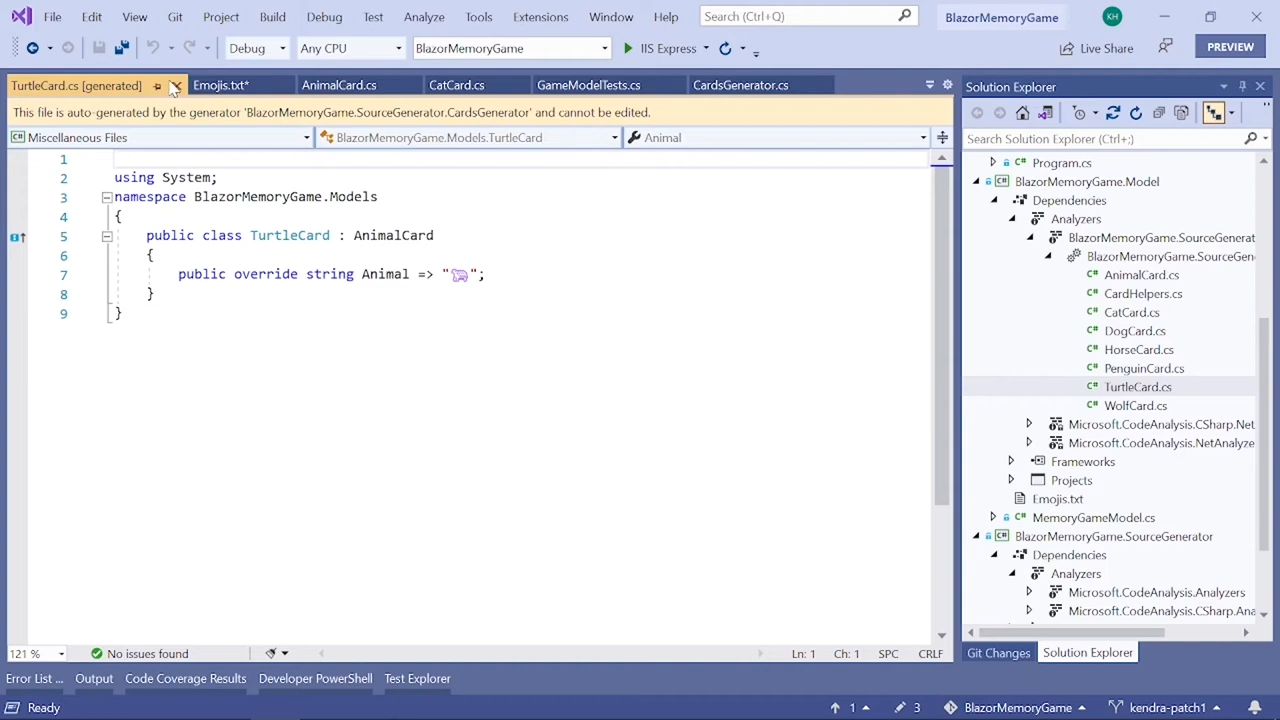 File Edit View Git Project Build Debug Test Analyze Tools Extensions Window Help Search (Ctrl+Q) BlazorMemoryGame KH
Debug Any CPU BlazorMemoryGame IIS Express Live Share PREVIEW
TurtleCard.cs [generated] Emojis.txt* AnimalCard.cs CatCard.cs GameModelTests.cs CardsGenerator.cs
This file is auto-generated by the generator 'BlazorMemoryGame.SourceGenerator.CardsGenerator' and cannot be edited.
Miscellaneous Files BlazorMemoryGame.Models.TurtleCard Animal
1
2 using System;
3 namespace BlazorMemoryGame.Models
4 {
5 public class TurtleCard : AnimalCard
6 {
7 public override string Animal => "🐢";
8 }
9 }
121 % No issues found Ln: 1 Ch: 1 SPC CRLF
Solution Explorer
Search Solution Explorer (Ctrl+;)
Program.cs
BlazorMemoryGame.Model
Dependencies
Analyzers
BlazorMemoryGame.SourceGenerat
BlazorMemoryGame.SourceGen
AnimalCard.cs
CardHelpers.cs
CatCard.cs
DogCard.cs
HorseCard.cs
PenguinCard.cs
TurtleCard.cs
WolfCard.cs
Microsoft.CodeAnalysis.CSharp.Net
Microsoft.CodeAnalysis.NetAnalyze
Frameworks
Projects
Emojis.txt
MemoryGameModel.cs
BlazorMemoryGame.SourceGenerator
Dependencies
Analyzers
Microsoft.CodeAnalysis.Analyzers
Microsoft.CodeAnalysis.CSharp.Ana
Git Changes Solution Explorer
Error List ... Output Code Coverage Results Developer PowerShell Test Explorer
Ready 1 3 BlazorMemoryGame kendra-patch1